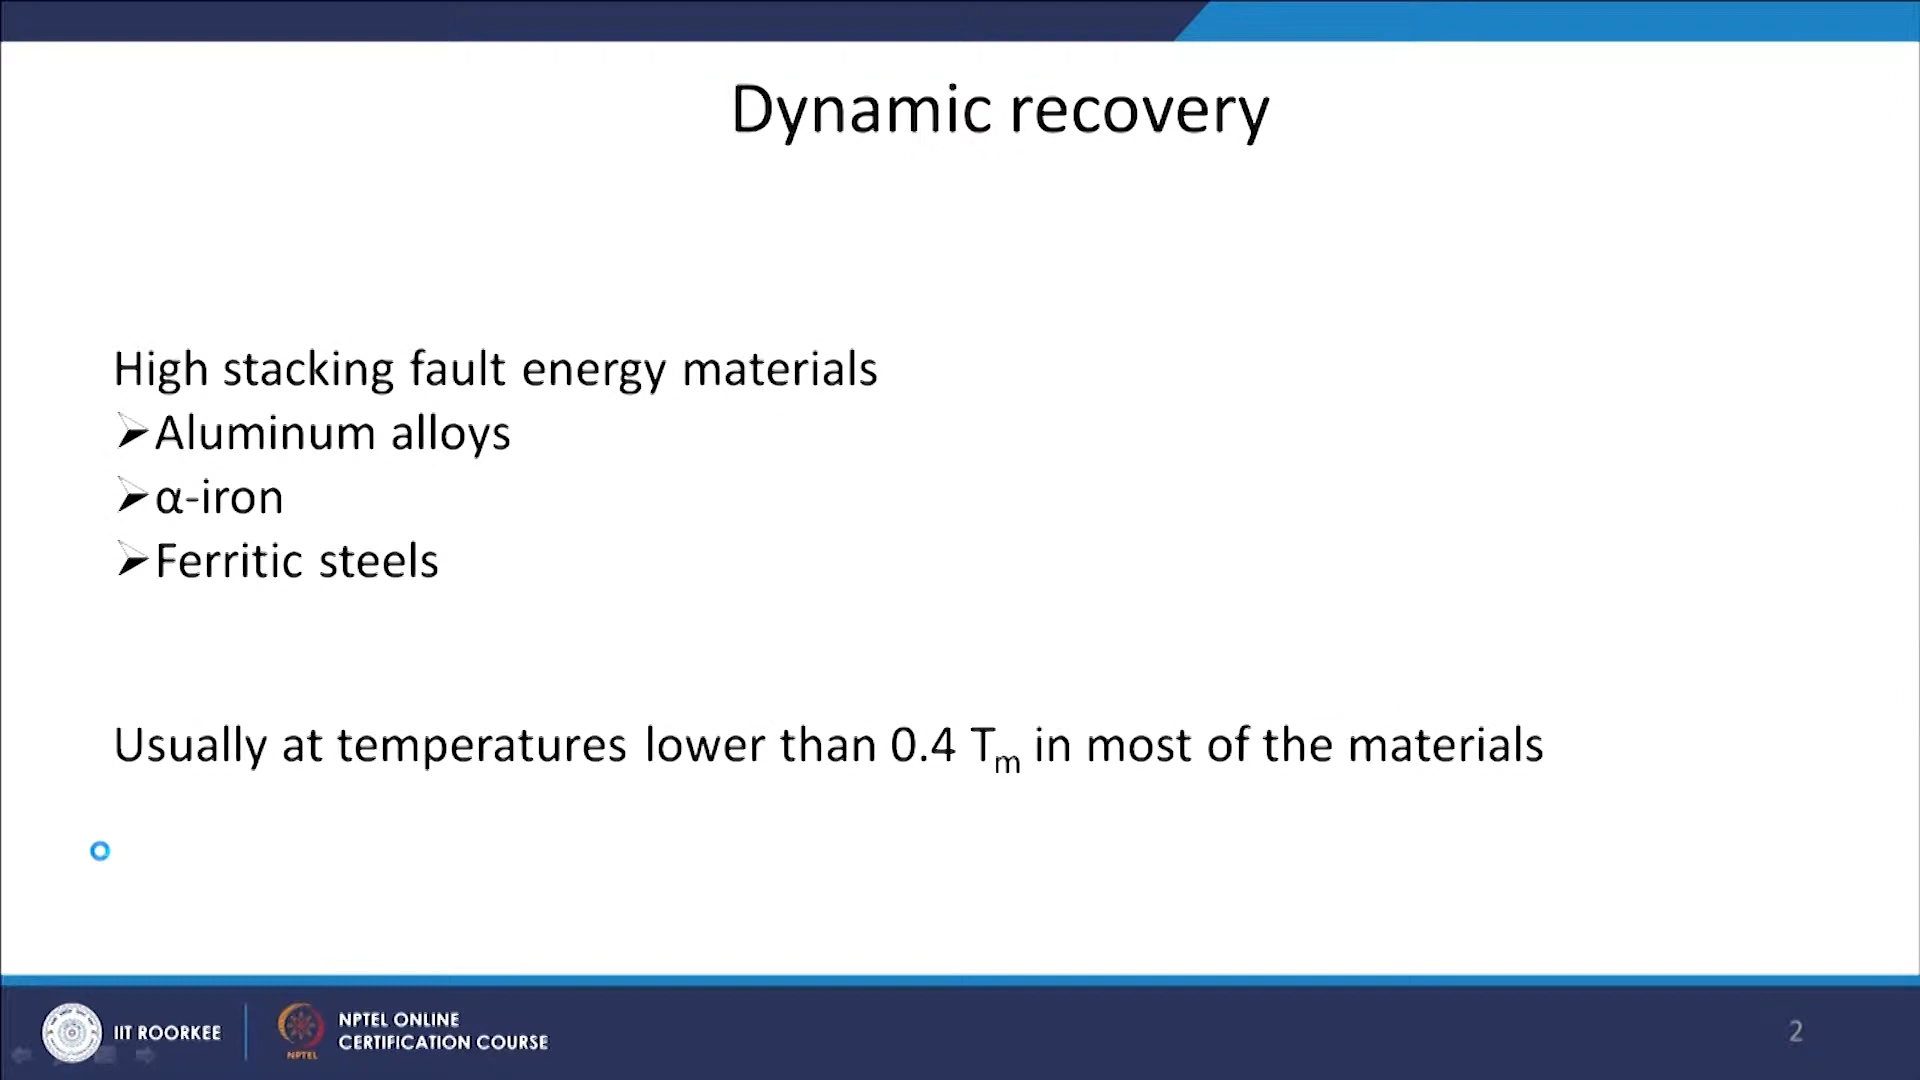 Dynamic recovery
High stacking fault energy materials
➢Aluminum alloys
➢α-iron
➢Ferritic steels
Usually at temperatures lower than 0.4 Tm in most of the materials
IIT ROORKEE
NPTEL
NPTEL ONLINE
CERTIFICATION COURSE
2